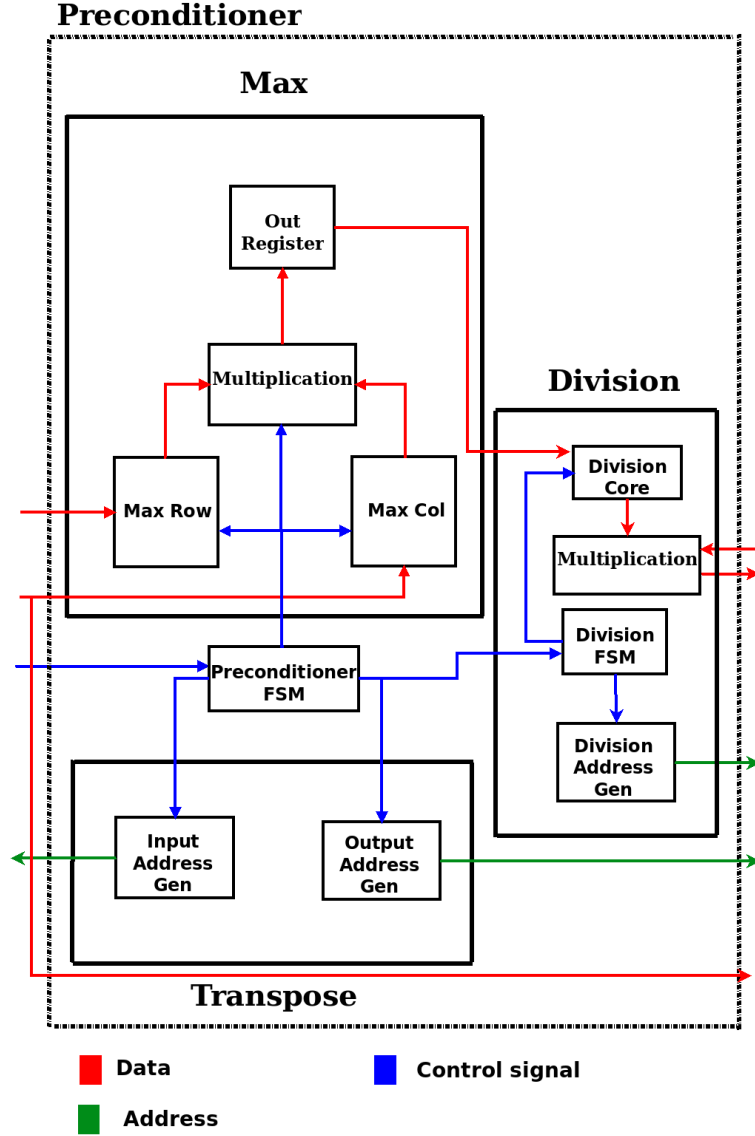 Preconditioner
Max
Out
Register
Multiplication
Max Row
Max Col
Division
Division
Core
Multiplication
Division
FSM
Division
Address
Gen
Preconditioner
FSM
Input
Address
Gen
Output
Address
Gen
Transpose
Data
Control signal
Address